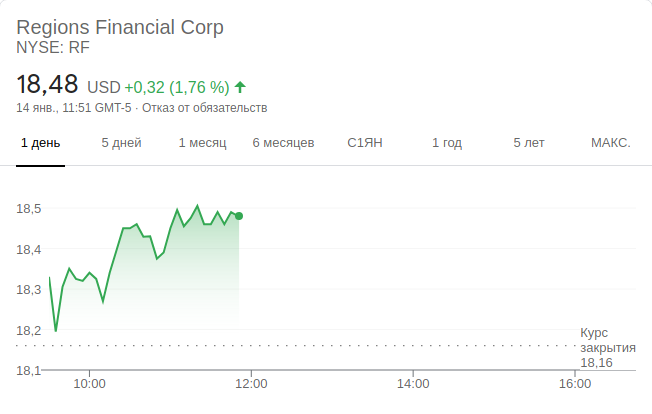 Regions Financial Corp
NYSE: RF
18,48 USD +0,32 (1,76 %)
14 янв., 11:51 GMT-5 · Отказ от обязательств
1 день 5 дней 1 месяц 6 месяцев С1ЯН 1 год 5 лет МАКС.
18,5
18,4
18,3
18,2
18,1
Курс
закрытия
18,16
10:00 12:00 14:00 16:00